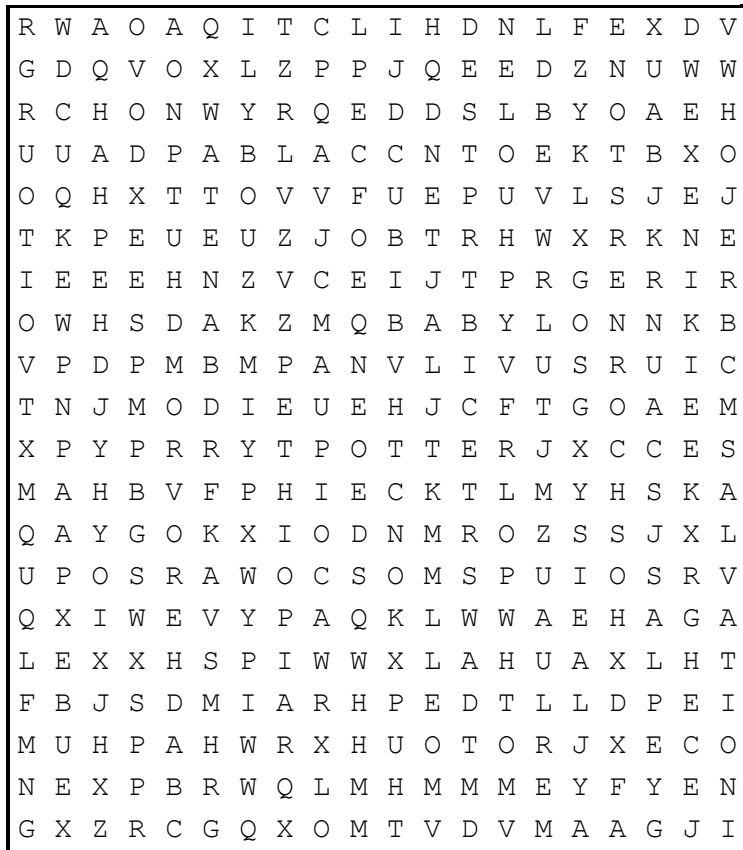 R W A O A Q I T C L I H D N L F E X D V
G D Q V O X L Z P P J Q E E D Z N U W W
R C H O N W Y R Q E D D S L B Y O A E H
U U A D P A B L A C C N T O E K T B X O
O Q H X T T O V V F U E P U V L S J E J
T K P E U E U Z J O B T R H W X R K N E
I E E E H N Z V C E I J T P R G E R I R
O W H S D A K Z M Q B A B Y L O N N K B
V P D P M B M P A N V L I V U S R U I C
T N J M O D I E U E H J C F T G O A E M
X P Y P R R Y T P O T T E R J X C C E S
M A H B V F P H I E C K T L M Y H S K A
Q A Y G O K X I O D N M R O Z S S J X L
U P O S R A W O C S O M S P U I O S R V
Q X I W E V Y P A Q K L W W A E H A G A
L E X X H S P I W W X L A H U A X L H T
F B J S D M I A R H P E D T L L D P E I
M U H P A H W R X H U O T O R J X E C O
N E X P B R W Q L M H M M M E Y F Y E N
G X Z R C G Q X O M T V D V M A A G J I